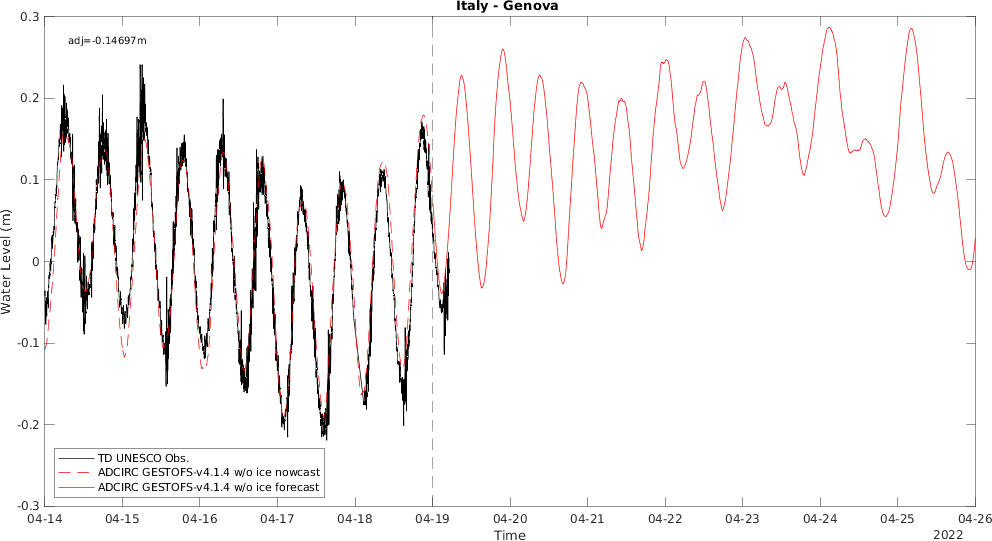 Italy - Genova
adj=-0.14697m
0.3
0.2
0.1
0
-0.1
-0.2
-0.3
Water Level (m)
TD UNESCO Obs.
ADCIRC GESTOFS-v4.1.4 w/o ice nowcast
ADCIRC GESTOFS-v4.1.4 w/o ice forecast
04-14 04-15 04-16 04-17 04-18 04-19 04-20 04-21 04-22 04-23 04-24 04-25 04-26
Time
2022